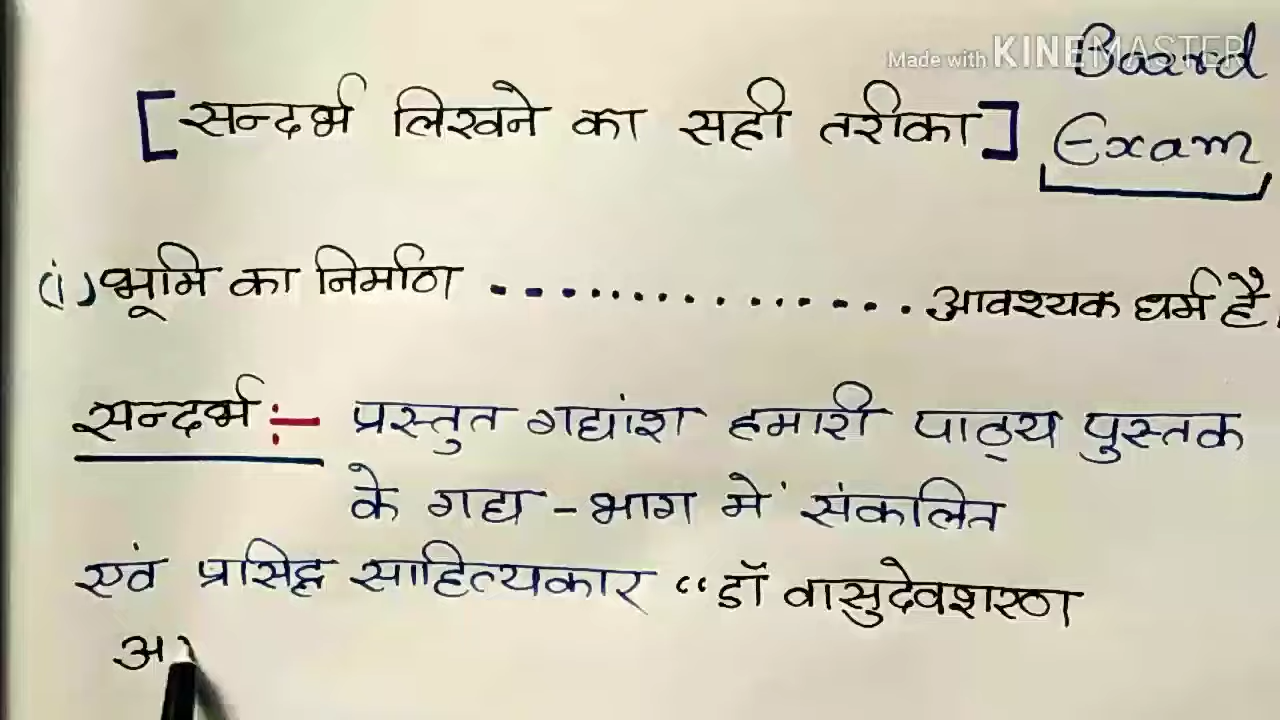 Made with KINEMASTER
Board
[सन्दर्भ लिखने का सही तरीका] Exam
(i) भूमि का निर्माण ............... आवश्यक धर्म है।
सन्दर्भ :- प्रस्तुत गद्यांश हमारी पाठ्य पुस्तक
के गद्य - भाग में संकलित
एवं प्रसिद्ध साहित्यकार “डॉ वासुदेवशरण
अ